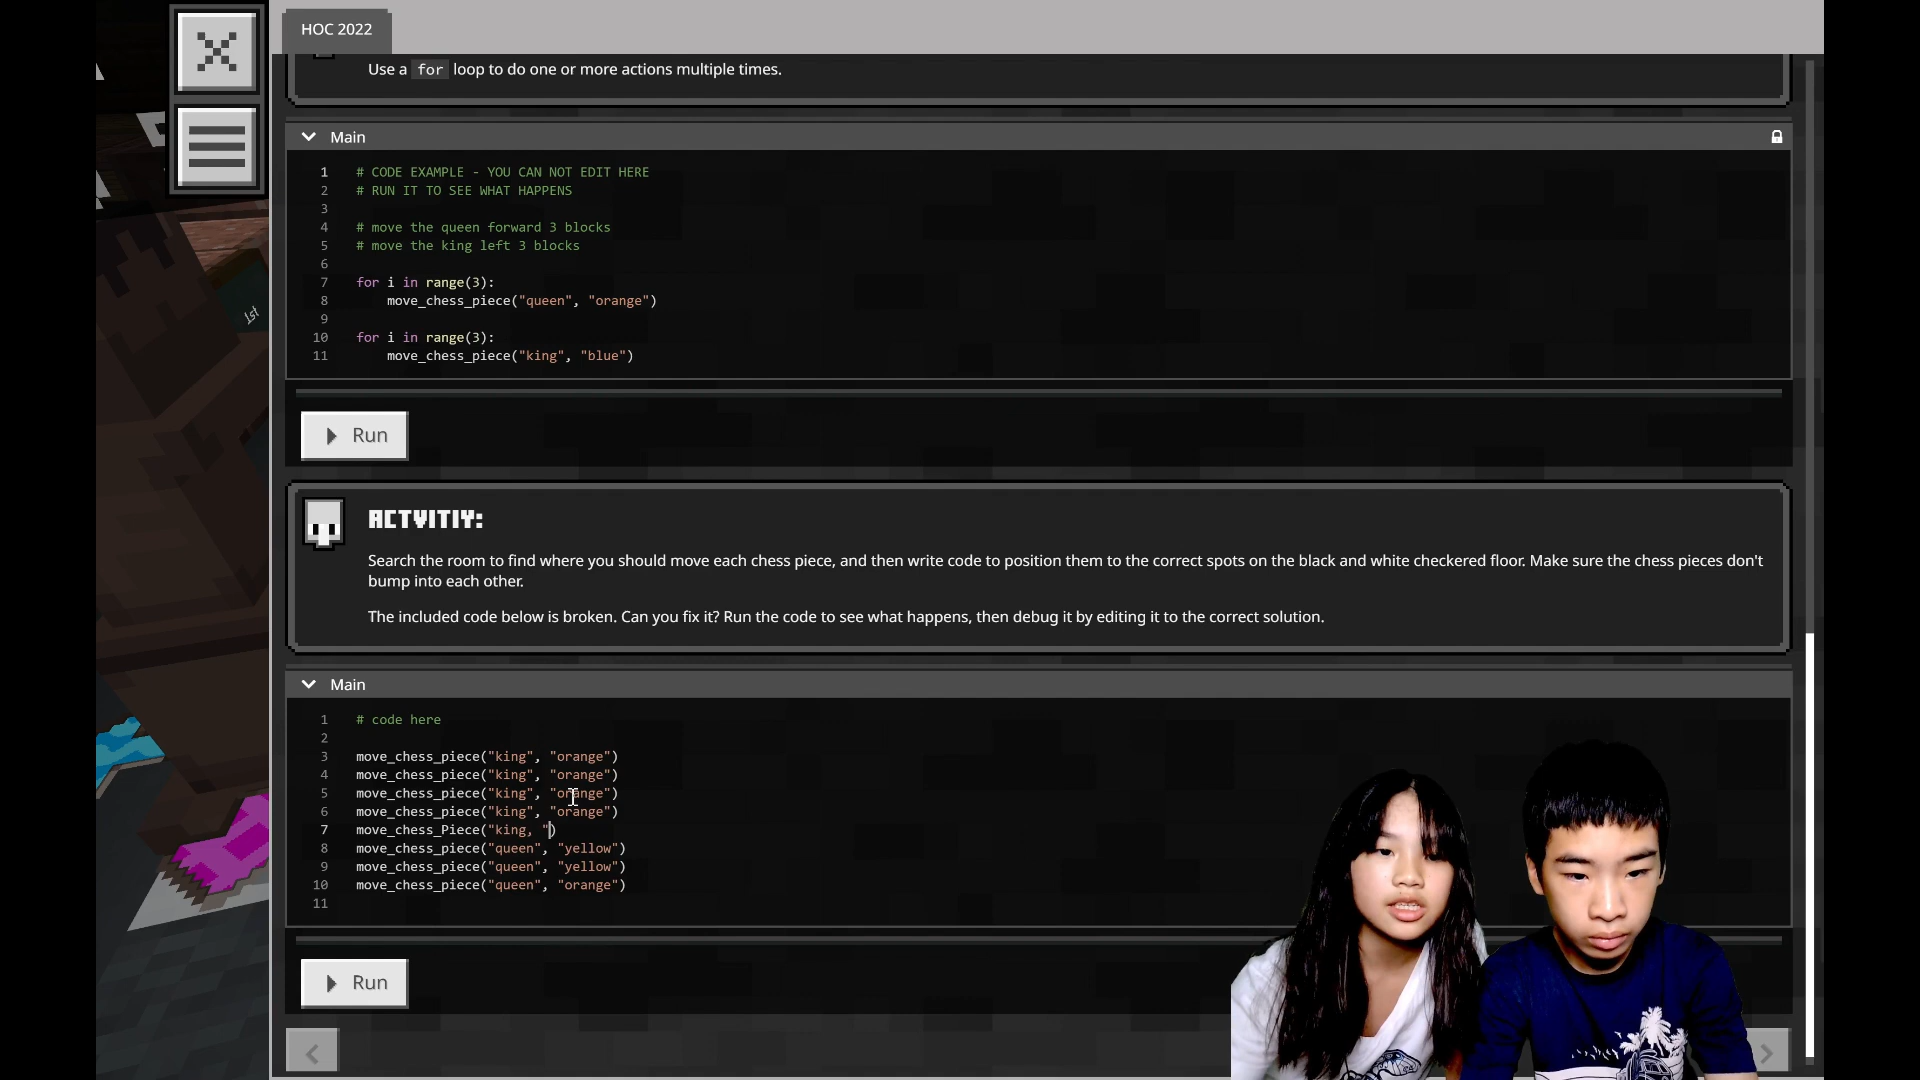 HOC 2022
Use a for loop to do one or more actions multiple times.
Main
1 # CODE EXAMPLE - YOU CAN NOT EDIT HERE
2 # RUN IT TO SEE WHAT HAPPENS
3
4 # move the queen forward 3 blocks
5 # move the king left 3 blocks
6
7 for i in range(3):
8 move_chess_piece("queen", "orange")
9
10 for i in range(3):
11 move_chess_piece("king", "blue")
Run
1st
ACTVITIY:
Search the room to find where you should move each chess piece, and then write code to position them to the correct spots on the black and white checkered floor. Make sure the chess pieces don't
bump into each other.
The included code below is broken. Can you fix it? Run the code to see what happens, then debug it by editing it to the correct solution.
Main
1 # code here
2
3 move_chess_piece("king", "orange")
4 move_chess_piece("king", "orange")
5 move_chess_piece("king", "orange")
6 move_chess_piece("king", "orange")
7 move_chess_Piece("king, ")
8 move_chess_piece("queen", "yellow")
9 move_chess_piece("queen", "yellow")
10 move_chess_piece("queen", "orange")
11
Run